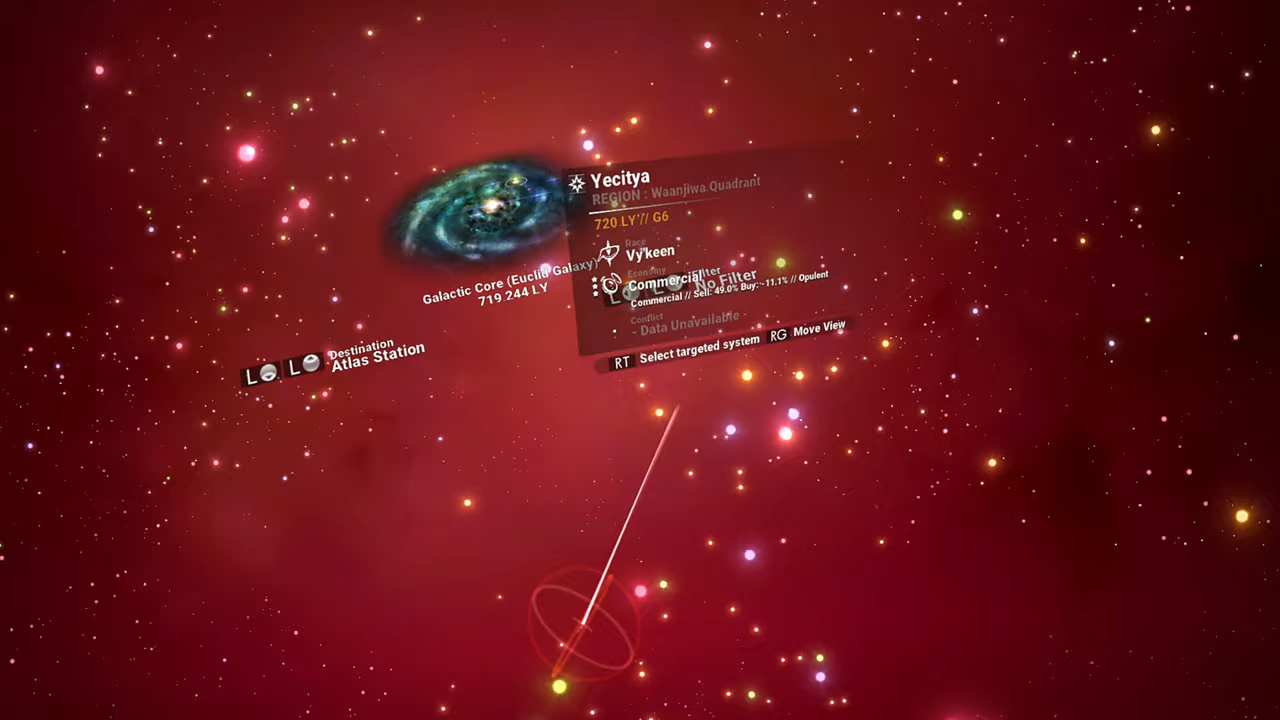 Yecitya
REGION : Waanjiwa Quadrant
720 LY // G6
Race
Vy'keen
Economy
Commercial
Commercial // Sell: 49.0% Buy: -11.1% // Opulent
Filter
No Filter
Conflict
- Data Unavailable -
RT Select targeted system RG Move View
Galactic Core (Euclid Galaxy)
719 244 LY
Destination
L L Atlas Station